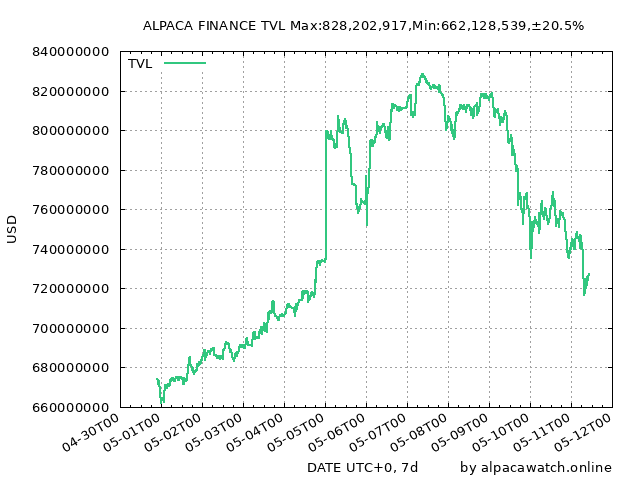 ALPACA FINANCE TVL Max:828,202,917,Min:662,128,539,±20.5%
TVL
840000000
820000000
800000000
780000000
760000000
740000000
720000000
700000000
680000000
660000000
USD
04-30T00
05-01T00
05-02T00
05-03T00
05-04T00
05-05T00
05-06T00
05-07T00
05-08T00
05-09T00
05-10T00
05-11T00
05-12T00
DATE UTC+0, 7d
by alpacawatch.online